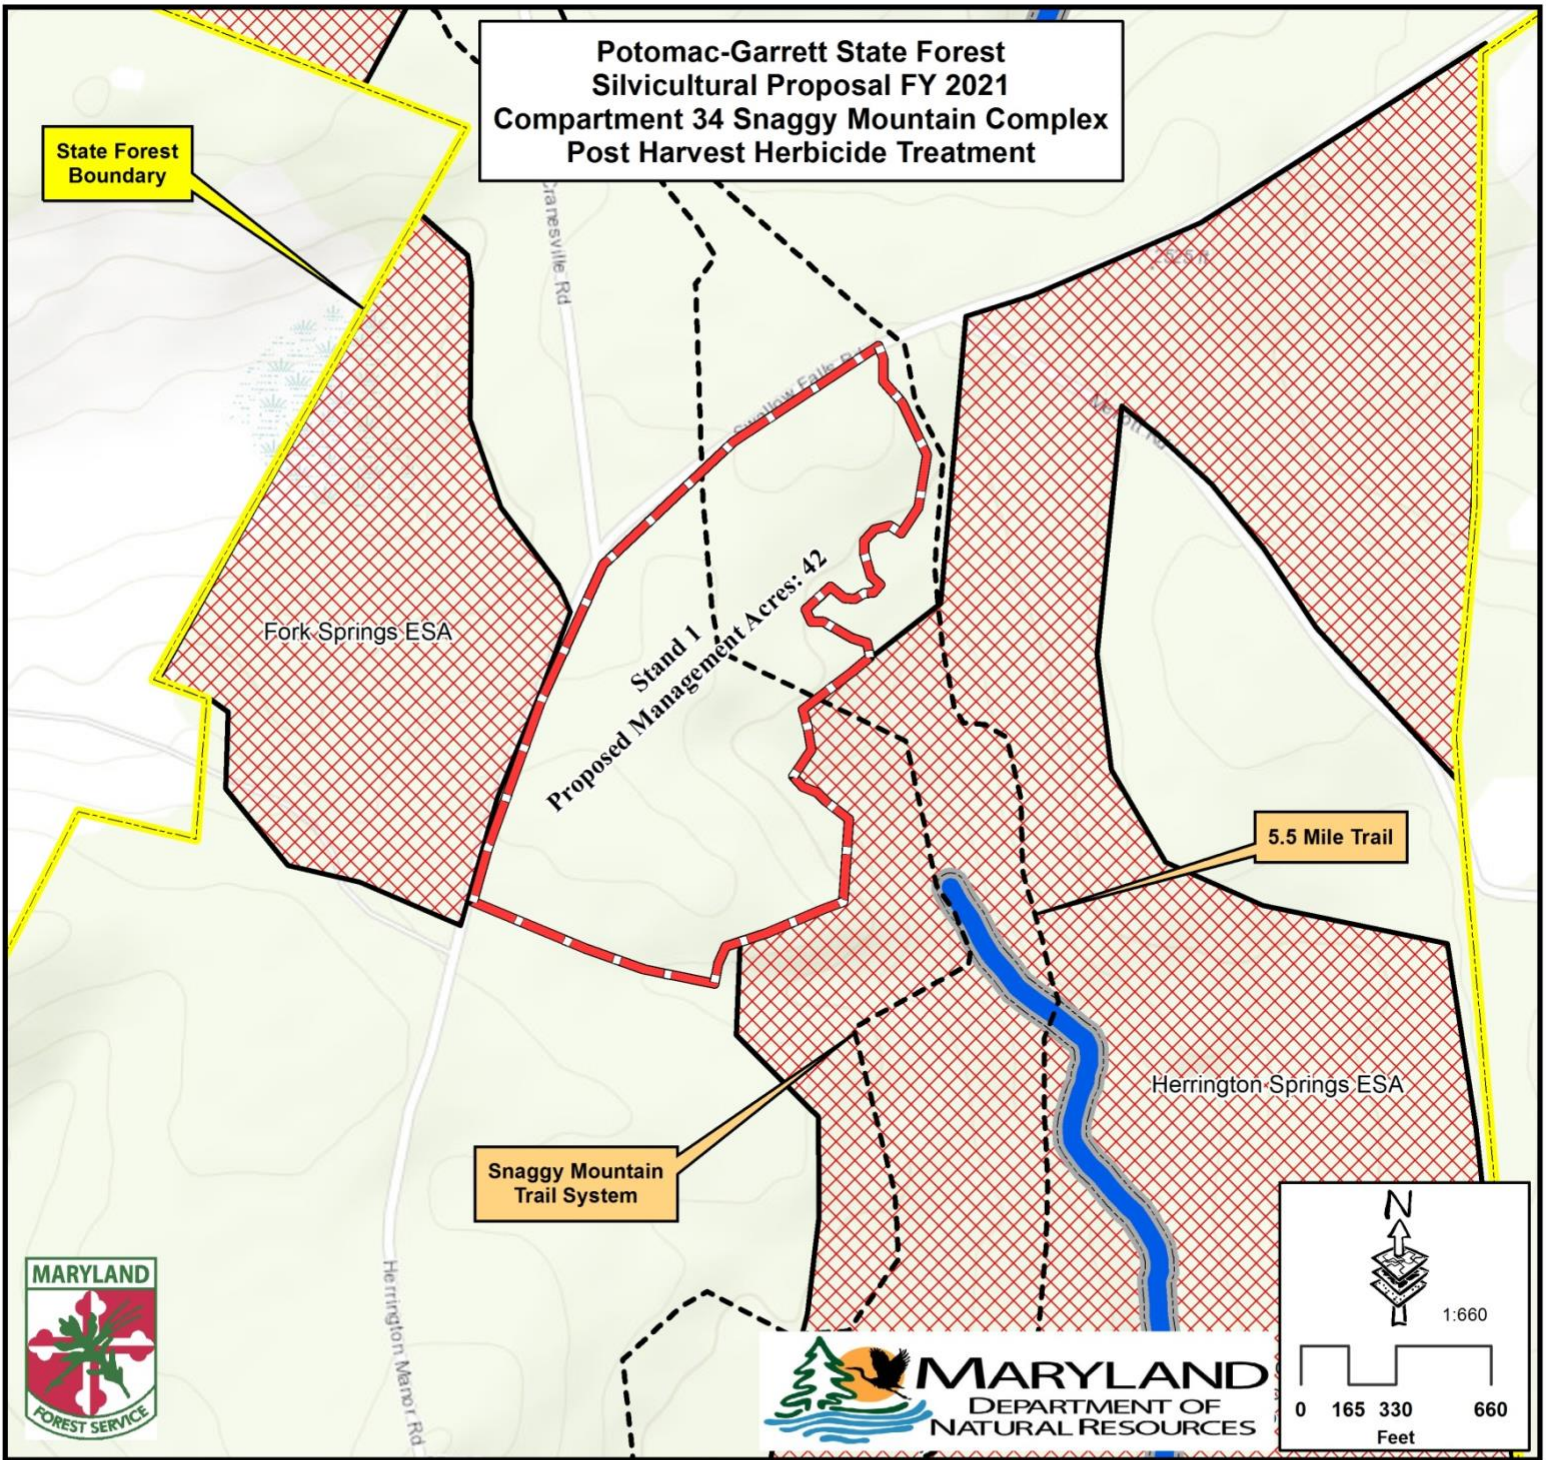 Potomac-Garrett State Forest
Silvicultural Proposal FY 2021
Compartment 34 Snaggy Mountain Complex
Post Harvest Herbicide Treatment
State Forest
Boundary
Cranesville Rd
2525 ft
Swallow Falls Rd
Fork Springs ESA
Stand 1
Proposed Management Acres: 42
5.5 Mile Trail
Herrington Springs ESA
Snaggy Mountain
Trail System
Herrington Manor Rd
MARYLAND
FOREST SERVICE
MARYLAND
DEPARTMENT OF
NATURAL RESOURCES
N
1:660
0 165 330 660
Feet